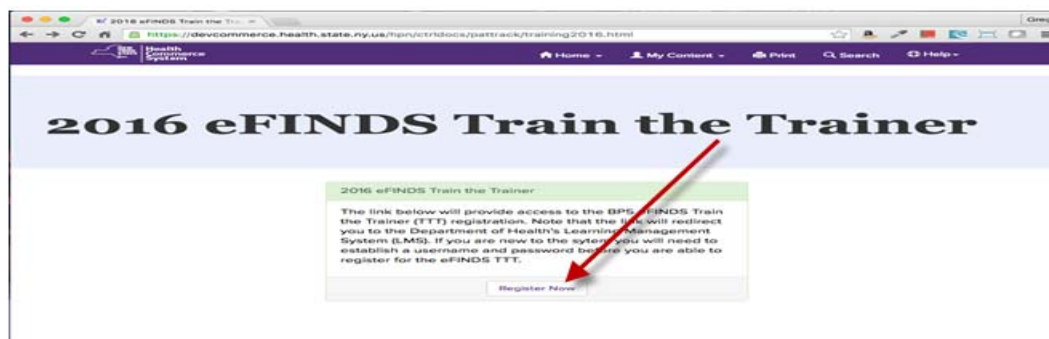 2016 eFINDS Train the Tra
Greg
https://devcommerce.health.state.ny.us/hpn/ctrldocs/pattrack/training2016.html
Health
Commerce
System
Home
My Content
Print
Search
Help
2016 eFINDS Train the Trainer
2016 eFINDS Train the Trainer
The link below will provide access to the BPS eFINDS Train
the Trainer (TTT) registration. Note that the link will redirect
you to the Department of Health's Learning Management
System (LMS). If you are new to the sytem you will need to
establish a username and password before you are able to
register for the eFINDS TTT.
Register Now